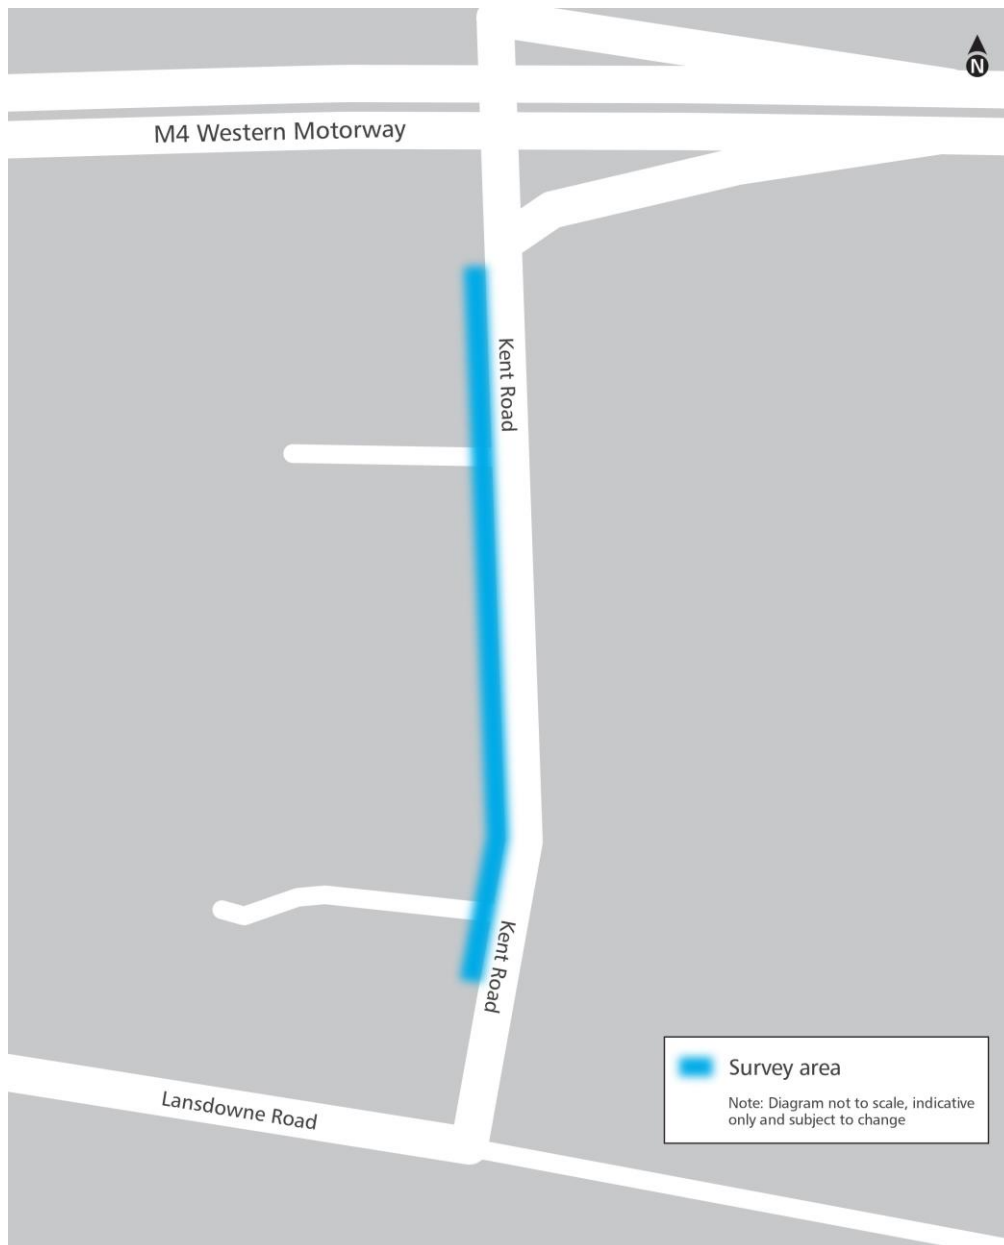 N
M4 Western Motorway
Kent Road
Kent Road
Lansdowne Road
Survey area
Note: Diagram not to scale, indicative
only and subject to change